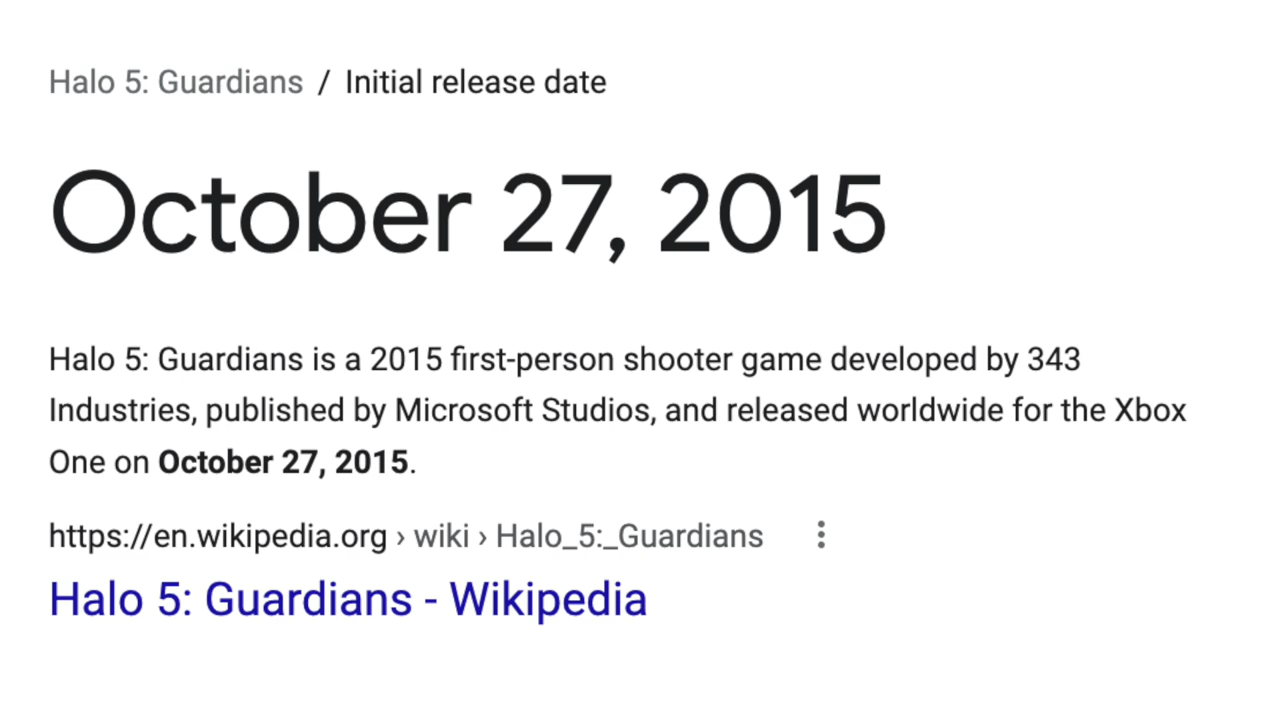 Halo 5: Guardians / Initial release date
October 27, 2015
Halo 5: Guardians is a 2015 first-person shooter game developed by 343
Industries, published by Microsoft Studios, and released worldwide for the Xbox
One on October 27, 2015.
https://en.wikipedia.org › wiki › Halo_5:_Guardians
Halo 5: Guardians - Wikipedia